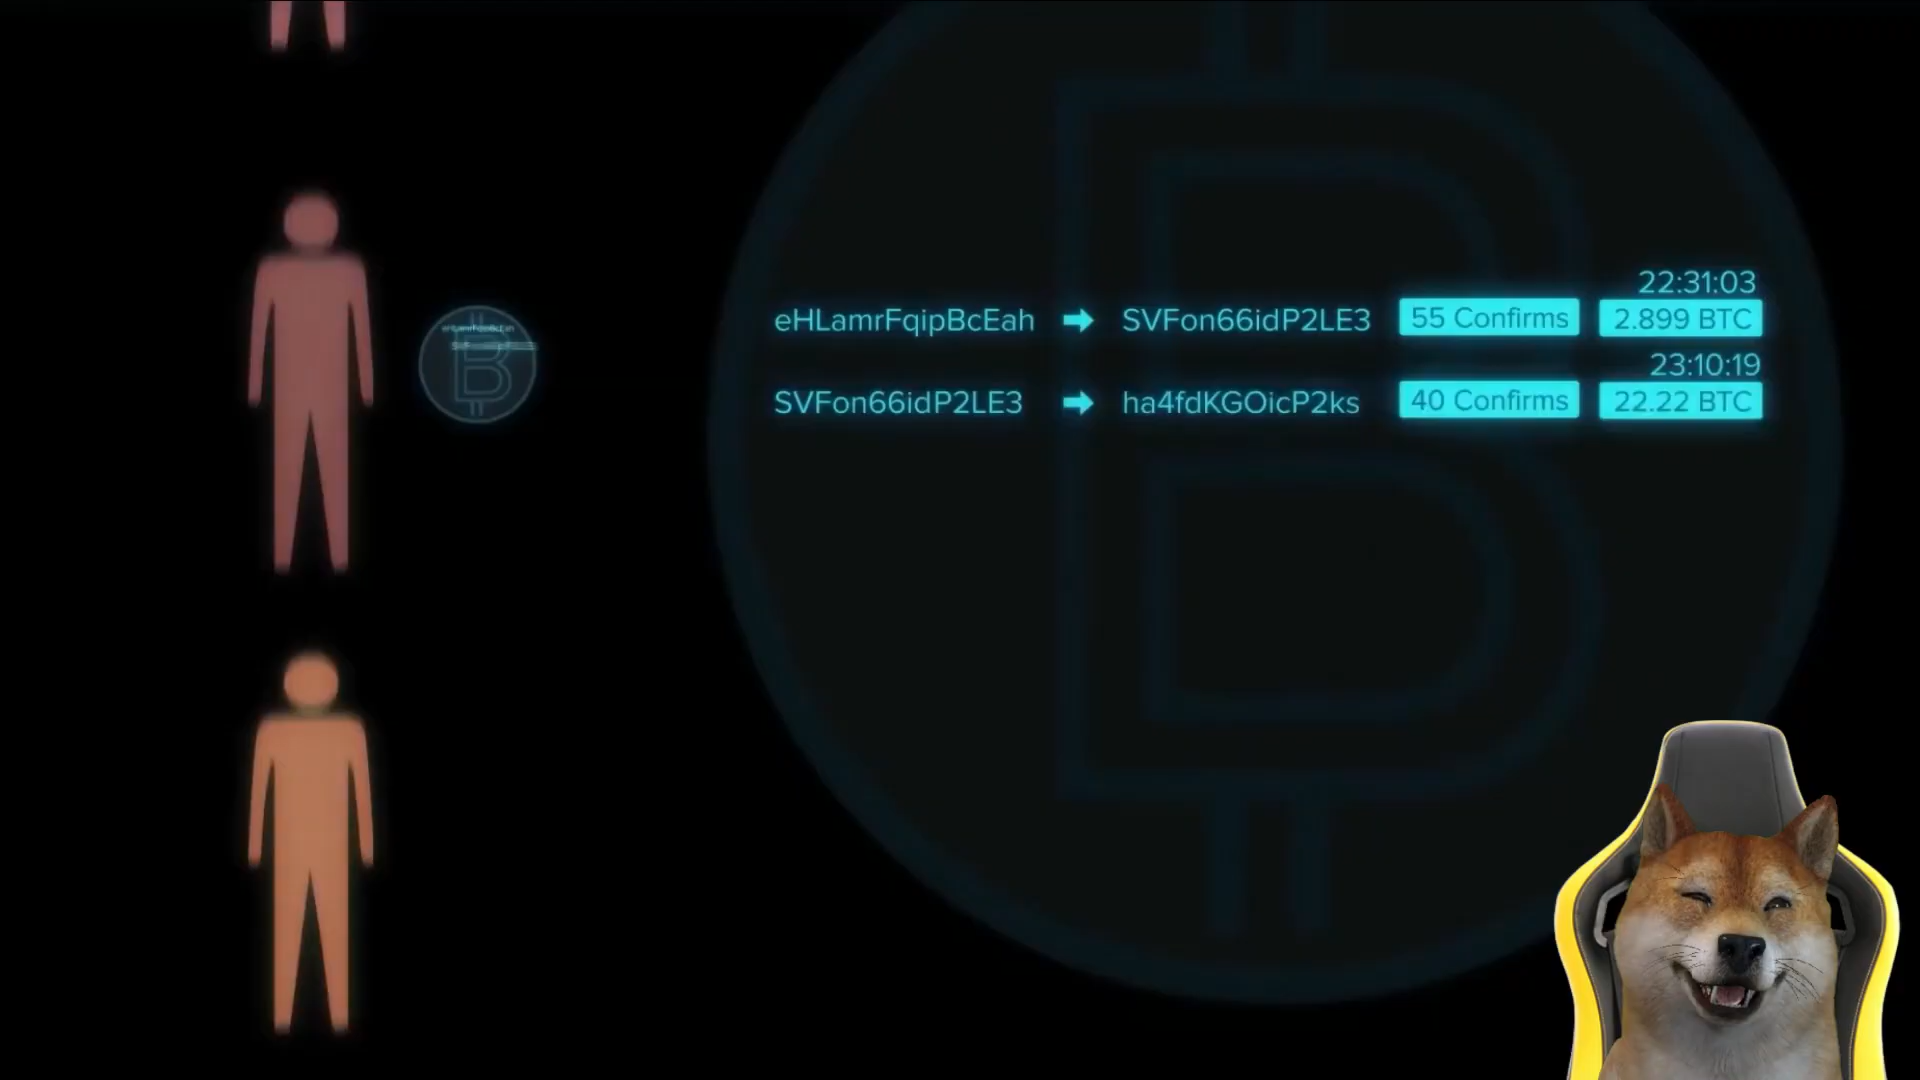 22:31:03
eHLamrFqipBcEah ➡ SVFon66idP2LE3 55 Confirms 2.899 BTC
23:10:19
SVFon66idP2LE3 ➡ ha4fdKGOicP2ks 40 Confirms 22.22 BTC